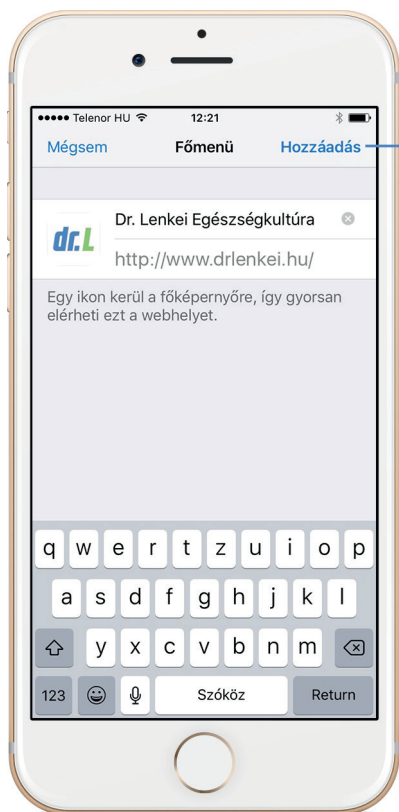 Telenor HU 12:21
Mégsem Főmenü Hozzáadás
dr.L
Dr. Lenkei Egészségkultúra
http://www.drlenkei.hu/
Egy ikon kerül a főképernyőre, így gyorsan
elérheti ezt a webhelyet.
q w e r t z u i o p
a s d f g h j k l
y x c v b n m
123 Szóköz Return